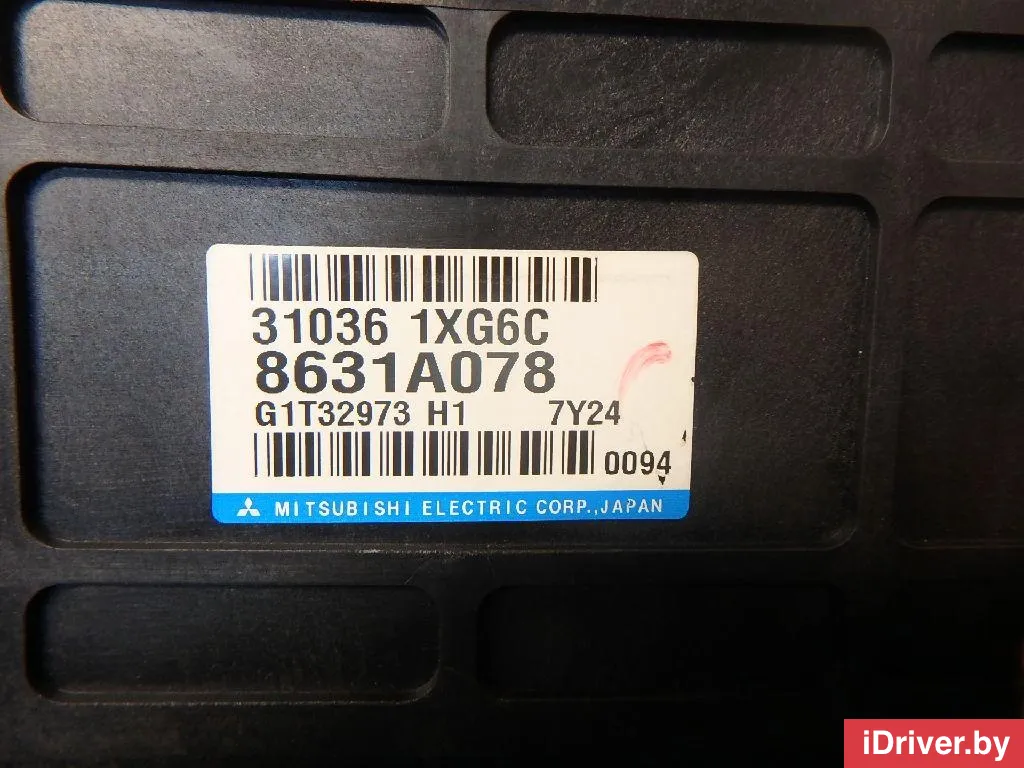 31036 1XG6C
8631A078
G1T32973 H1 7Y24
0094
MITSUBISHI ELECTRIC CORP.,JAPAN
iDriver.by